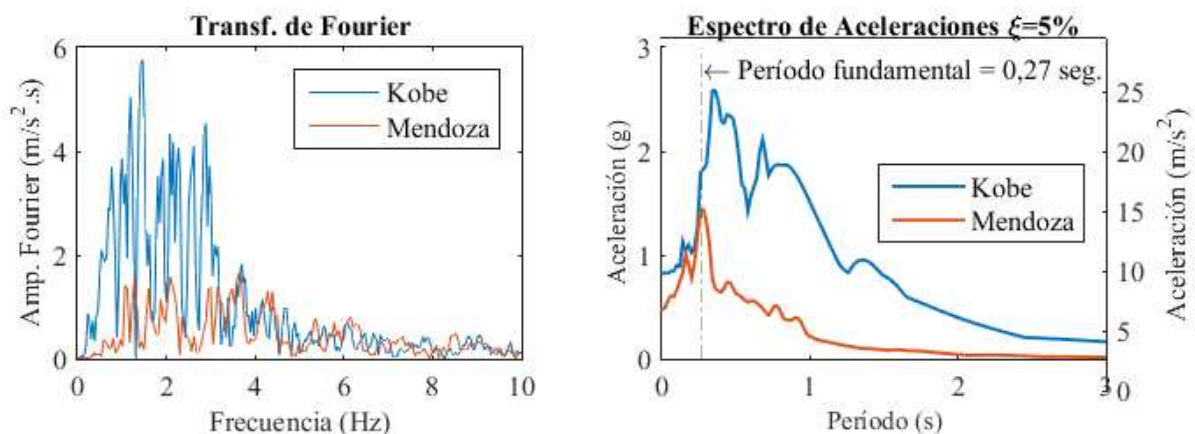 Transf. de Fourier
Amp. Fourier (m/s².s)
6
4
2
0
Kobe
Mendoza
0 2 4 6 8 10
Frecuencia (Hz)
Espectro de Aceleraciones ξ=5%
Aceleración (g)
3
2
1
0
← Período fundamental = 0,27 seg.
Kobe
Mendoza
25
20
15
10
5
0
Aceleración (m/s²)
0 1 2 3
Período (s)